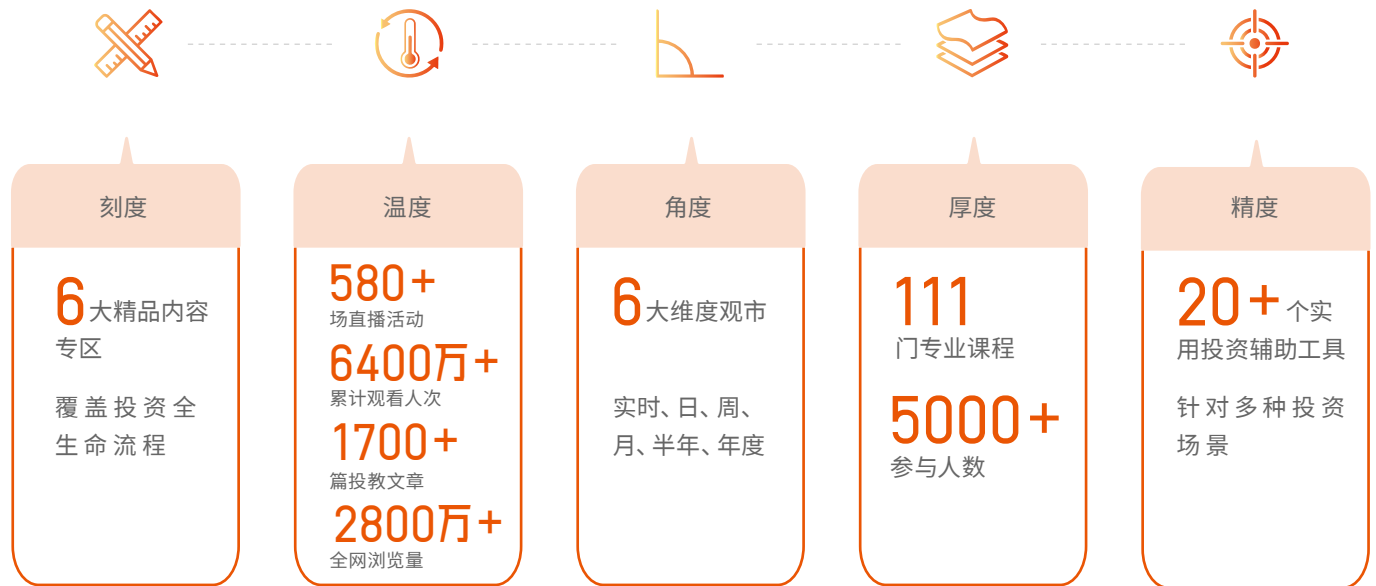 刻度
6大精品内容
专区
覆盖投资全
生命流程
温度
580+
场直播活动
6400万+
累计观看人次
1700+
篇投教文章
2800万+
全网浏览量
角度
6大维度观市
实时、日、周、
月、半年、年度
厚度
111
门专业课程
5000+
参与人数
精度
20+个实
用投资辅助工具
针对多种投资
场景